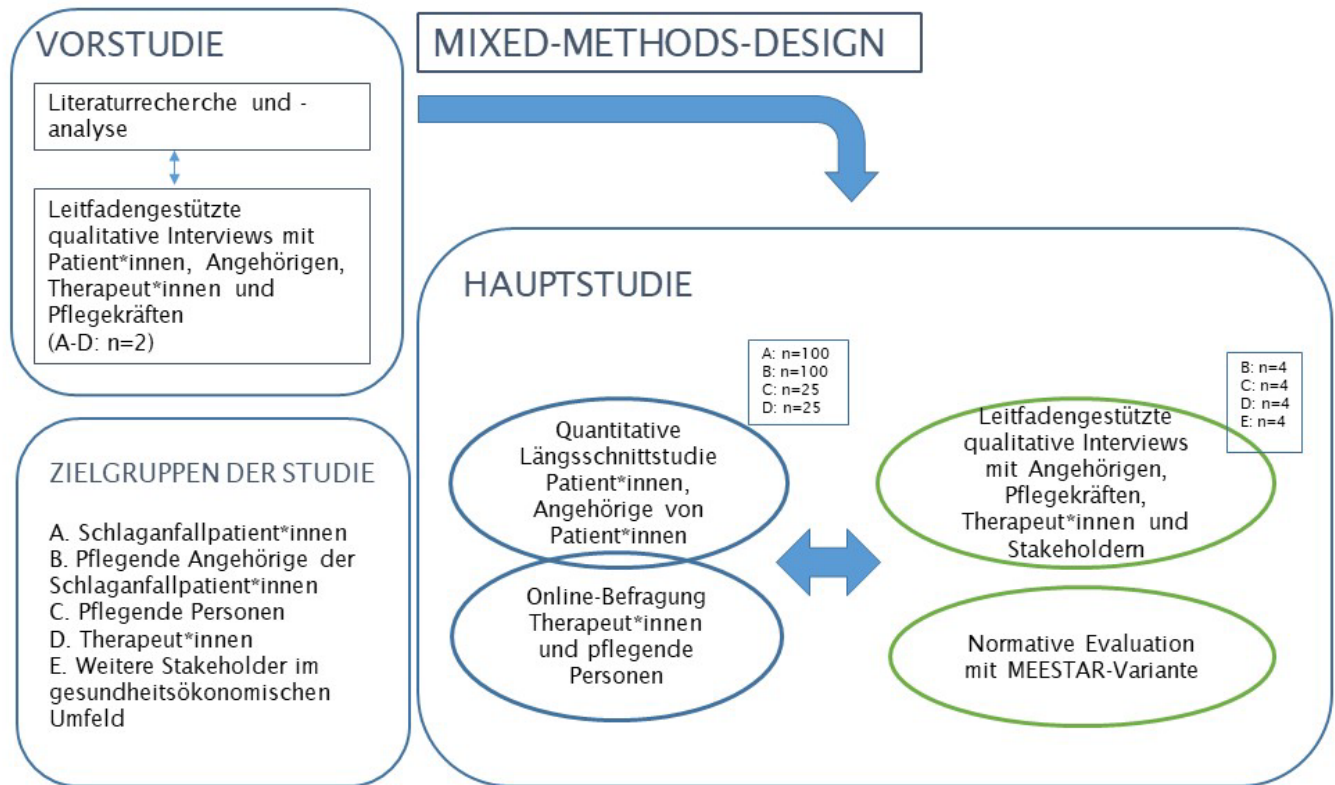 VORSTUDIE
Literaturrecherche und -
analyse
Leitfadengestützte
qualitative Interviews mit
Patient*innen, Angehörigen,
Therapeut*innen und
Pflegekräften
(A-D: n=2)
ZIELGRUPPEN DER STUDIE
A. Schlaganfallpatient*innen
B. Pflegende Angehörige der
Schlaganfallpatient*innen
C. Pflegende Personen
D. Therapeut*innen
E. Weitere Stakeholder im
gesundheitsökonomischen
Umfeld
MIXED-METHODS-DESIGN
HAUPTSTUDIE
A: n=100
B: n=100
C: n=25
D: n=25
Quantitative
Längsschnittstudie
Patient*innen,
Angehörige von
Patient*innen
Online-Befragung
Therapeut*innen
und pflegende
Personen
B: n=4
C: n=4
D: n=4
E: n=4
Leitfadengestützte
qualitative Interviews
mit Angehörigen,
Pflegekräften,
Therapeut*innen und
Stakeholdern
Normative Evaluation
mit MEESTAR-Variante